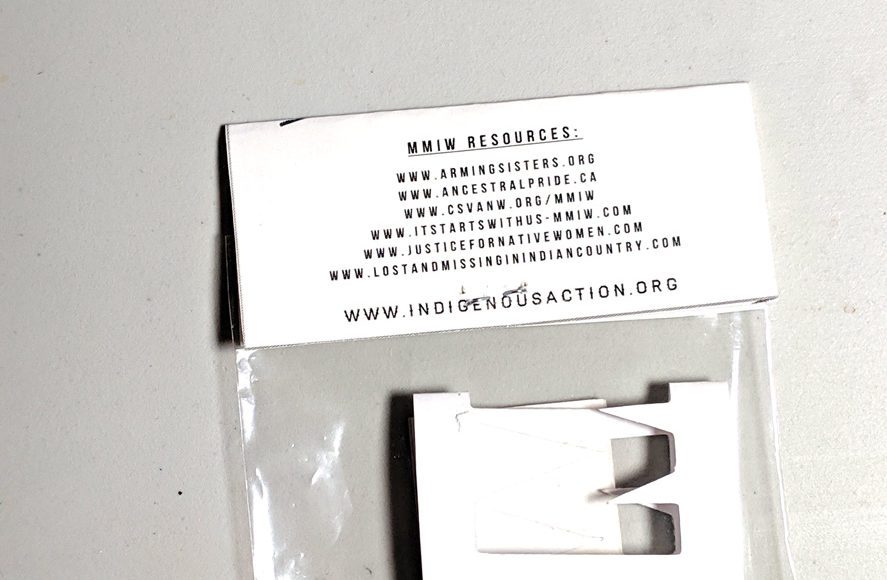 MMIW RESOURCES:
WWW.ARMINGSISTERS.ORG
WWW.ANCESTRALPRIDE.CA
WWW.CSVANW.ORG/MMIW
WWW.ITSTARTSWITHUS-MMIW.COM
WWW.JUSTICEFORNATIVEWOMEN.COM
WWW.LOSTANDMISSINGININDIANCOUNTRY.COM
WWW.INDIGENOUSACTION.ORG